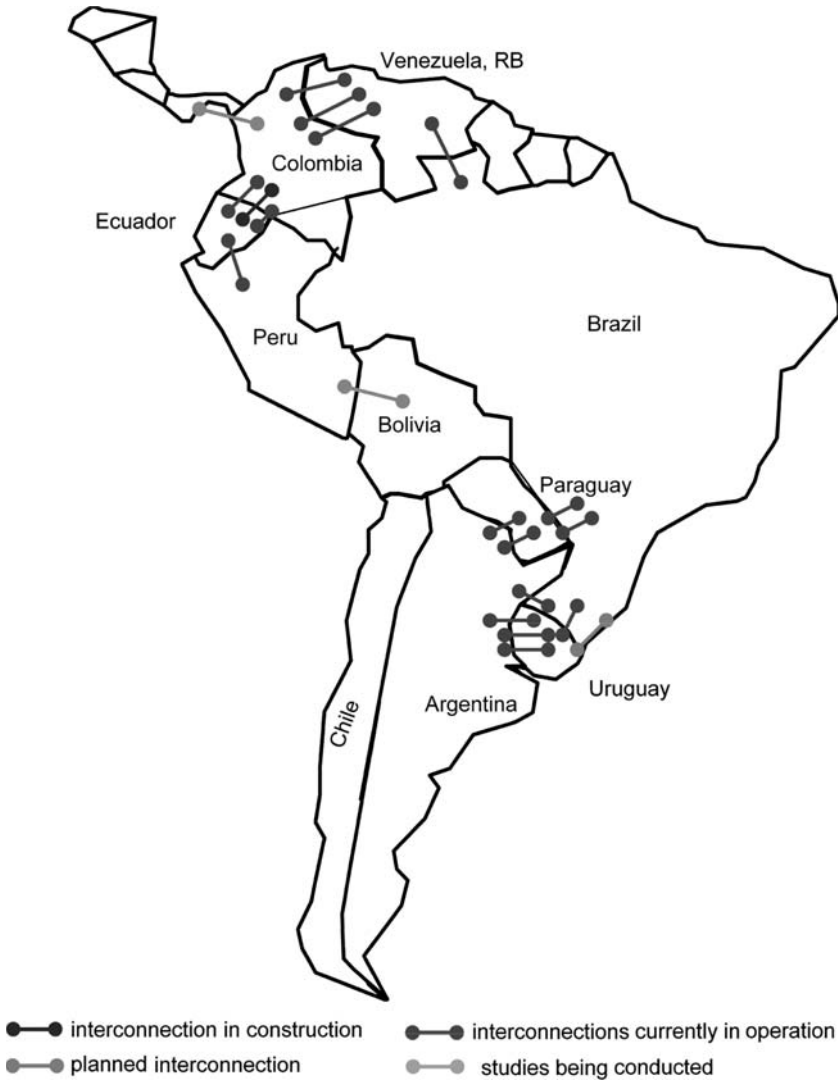 Venezuela, RB
Colombia
Ecuador
Brazil
Peru
Bolivia
Paraguay
Uruguay
Argentina
Chile
interconnection in construction
interconnections currently in operation
planned interconnection
studies being conducted